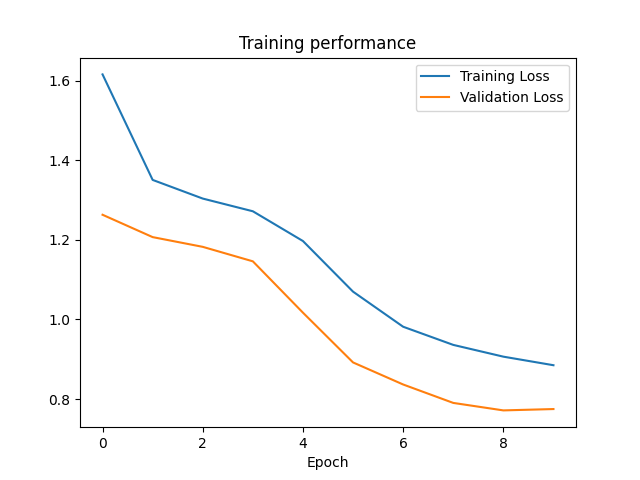 Training performance
Training Loss
Validation Loss
1.6
1.4
1.2
1.0
0.8
0 2 4 6 8
Epoch